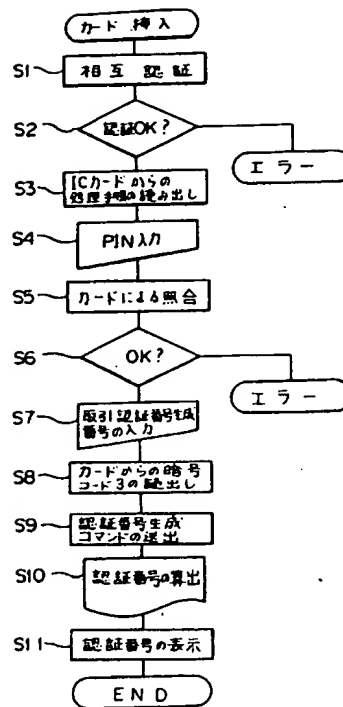 カード挿入
S1
相互認証
S2
認証OK?
エラー
S3
ICカードからの
処理手順の読み出し
S4
PIN入力
S5
カードによる照合
S6
OK?
エラー
S7
取引認証番号生成
番号の入力
S8
カードからの暗号
コード3の読出し
S9
認証番号生成
コマンドの送出
S10
認証番号の算出
S11
認証番号の表示
END